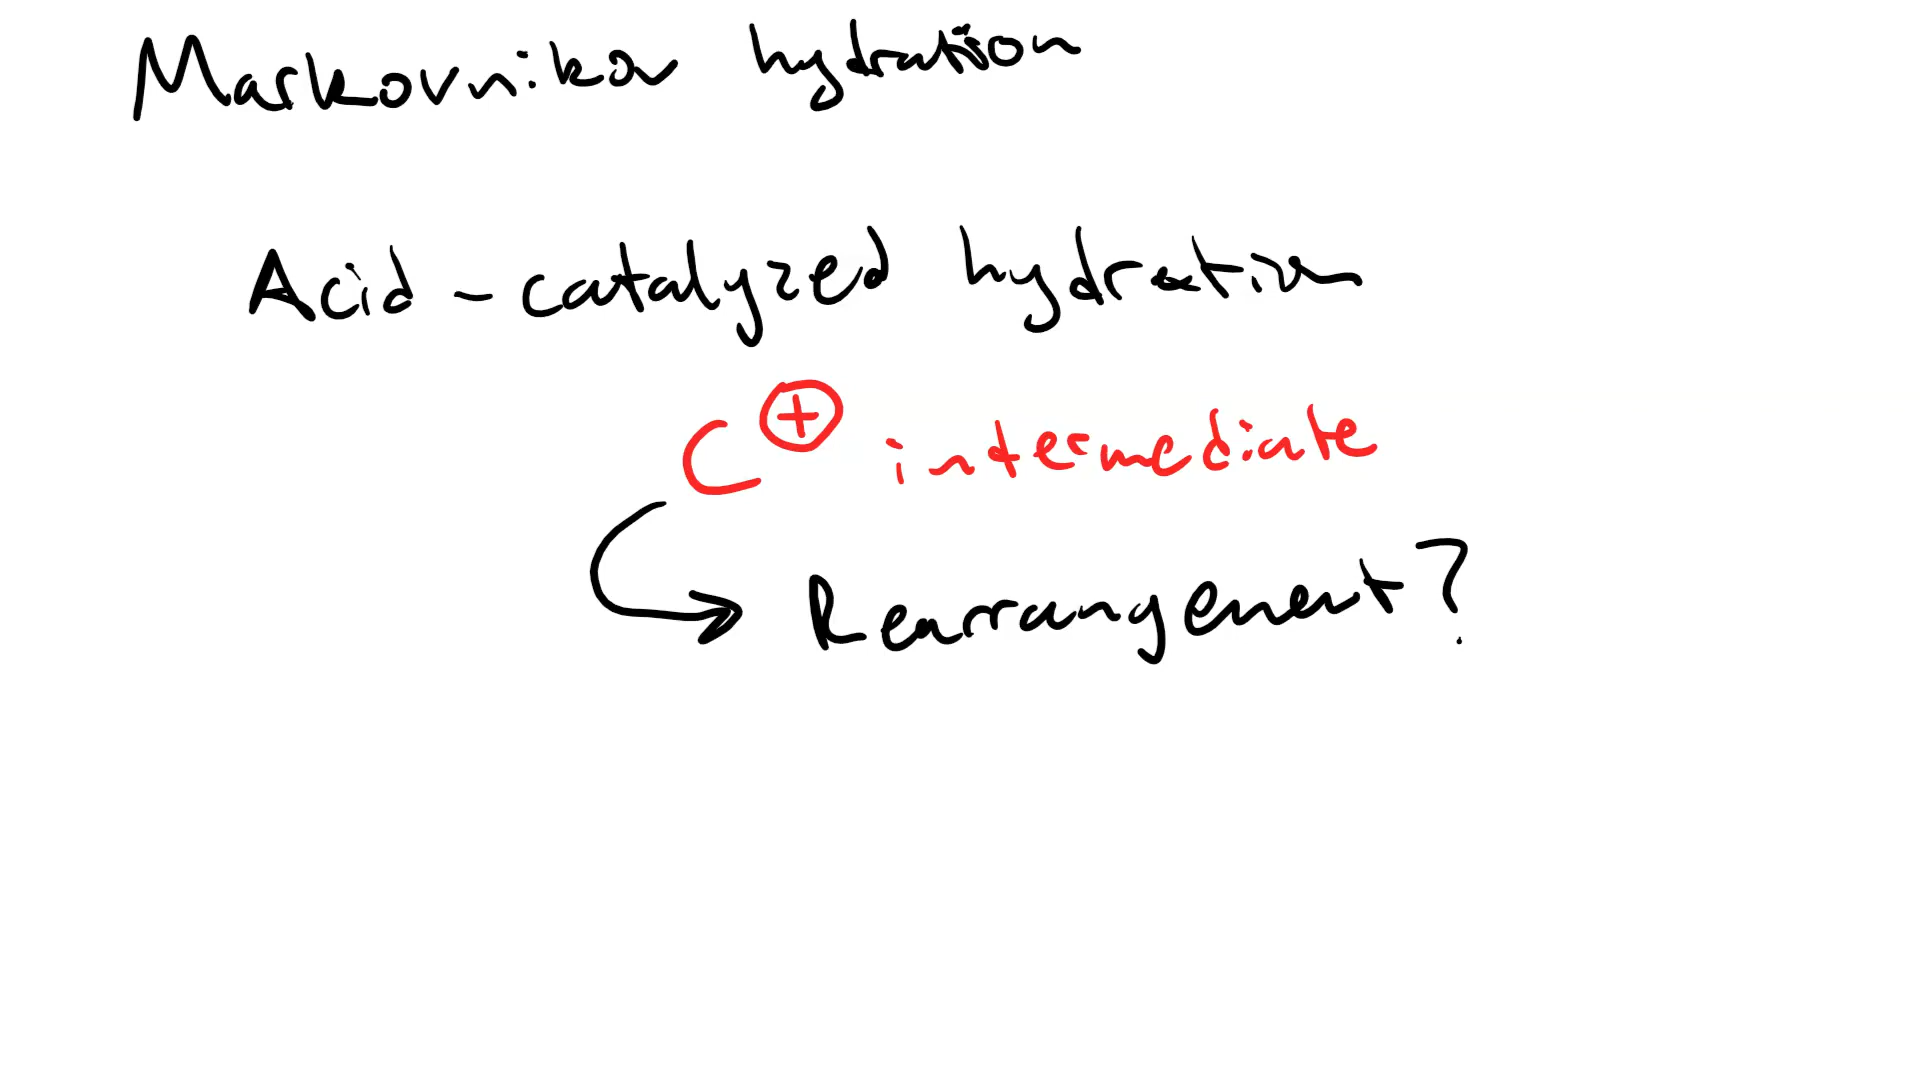 Markovnikov hydration
Acid-catalyzed hydration
C⊕ intermediate
Rearrangement?